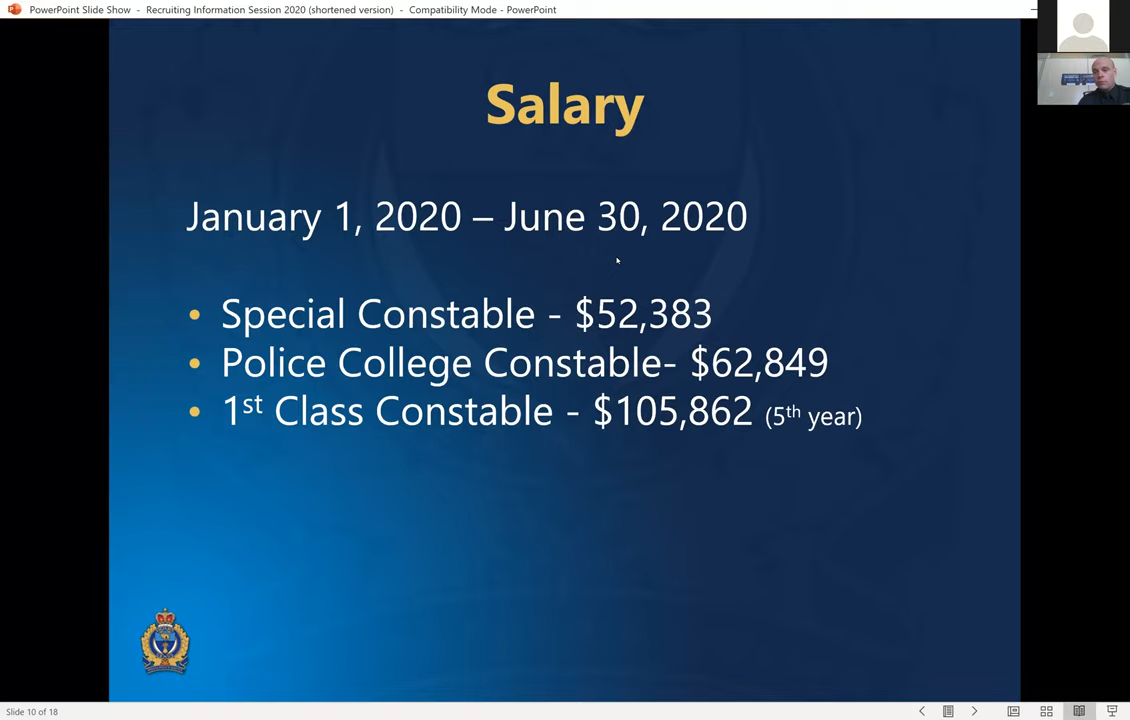 PowerPoint Slide Show - Recruiting Information Session 2020 (shortened version) - Compatibility Mode - PowerPoint
Salary
January 1, 2020 – June 30, 2020
• Special Constable - $52,383
• Police College Constable- $62,849
• 1st Class Constable - $105,862 (5th year)
Slide 10 of 18